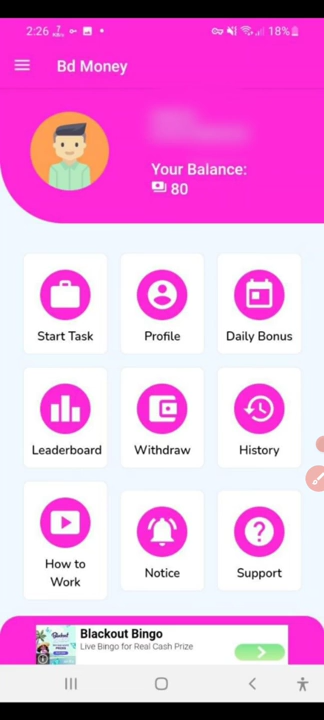 2:26
18%
Bd Money
Your Balance:
80
Start Task
Profile
Daily Bonus
Leaderboard
Withdraw
History
How to
Work
Notice
Support
Blackout Bingo
Live Bingo for Real Cash Prize